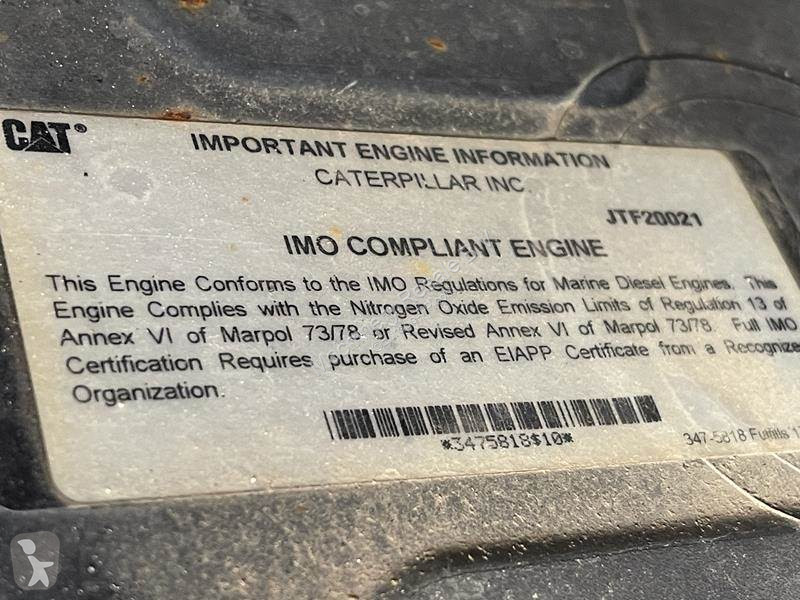 CAT®
IMPORTANT ENGINE INFORMATION
CATERPILLAR INC.
JTF20021
IMO COMPLIANT ENGINE
This Engine Conforms to the IMO Regulations for Marine Diesel Engines. This
Engine Complies with the Nitrogen Oxide Emission Limits of Regulation 13 of
Annex VI of Marpol 73/78 or Revised Annex VI of Marpol 73/78. Full IMO
Certification Requires purchase of an EIAPP Certificate from a Recognize
Organization.
*3475818$10*
347-5818 Fulfills